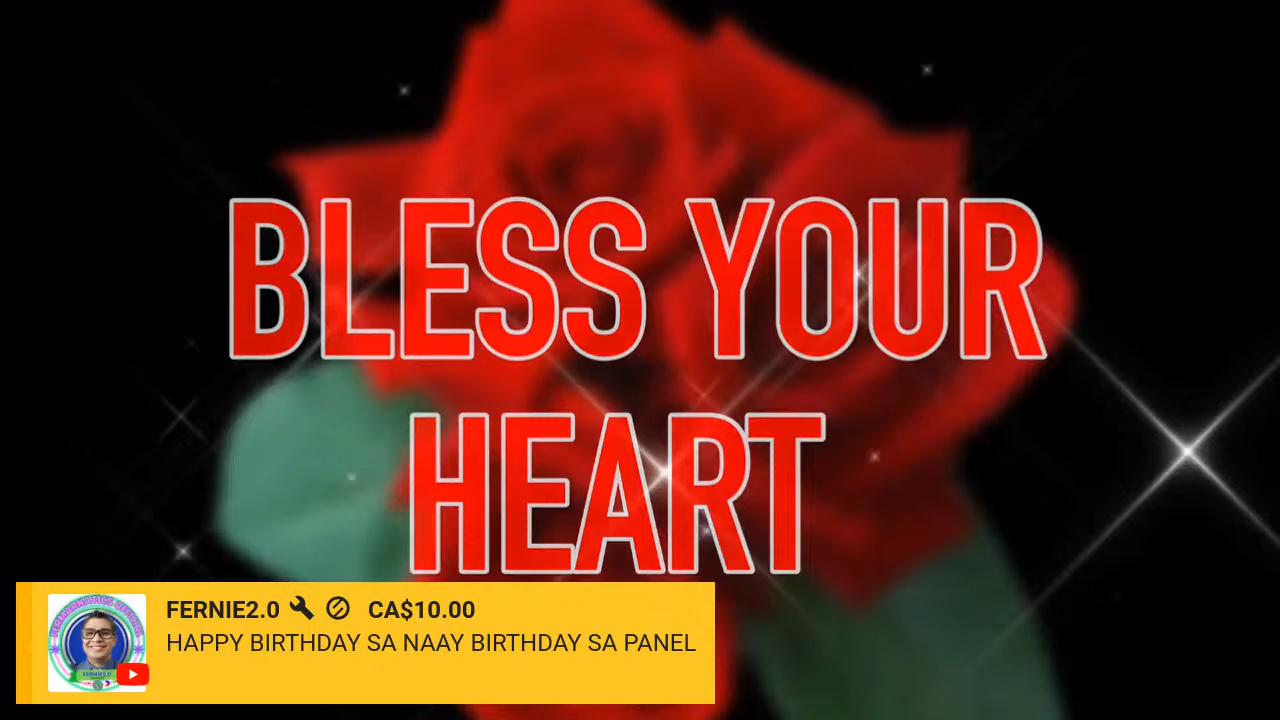 BLESS YOUR
HEART
FERNIE2.0 CA$10.00
HAPPY BIRTHDAY SA NAAY BIRTHDAY SA PANEL